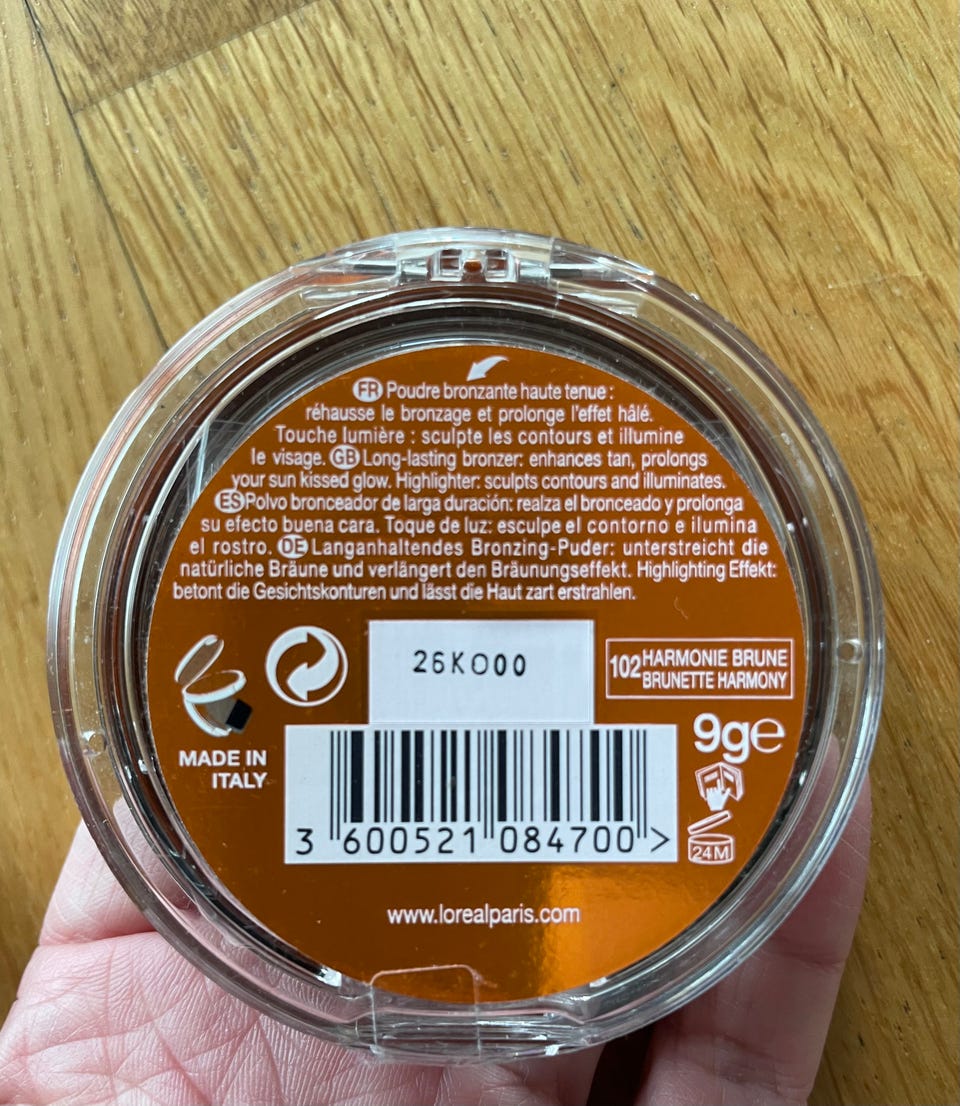 FR Poudre bronzante haute tenue :
réhausse le bronzage et prolonge l'effet hâlé.
Touche lumière : sculpte les contours et illumine
le visage. GB Long-lasting bronzer: enhances tan, prolongs
your sun kissed glow. Highlighter: sculpts contours and illuminates.
ES Polvo bronceador de larga duración: realza el bronceado y prolonga
su efecto buena cara. Toque de luz: esculpe el contorno e ilumina
el rostro. DE Langanhaltendes Bronzing-Puder: unterstreicht die
natürliche Bräune und verlängert den Bräunungseffekt. Highlighting Effekt:
betont die Gesichtskonturen und lässt die Haut zart erstrahlen.
26K000
102 HARMONIE BRUNE
BRUNETTE HARMONY
9g℮
MADE IN
ITALY
3 600521 084700 >
24M
www.lorealparis.com